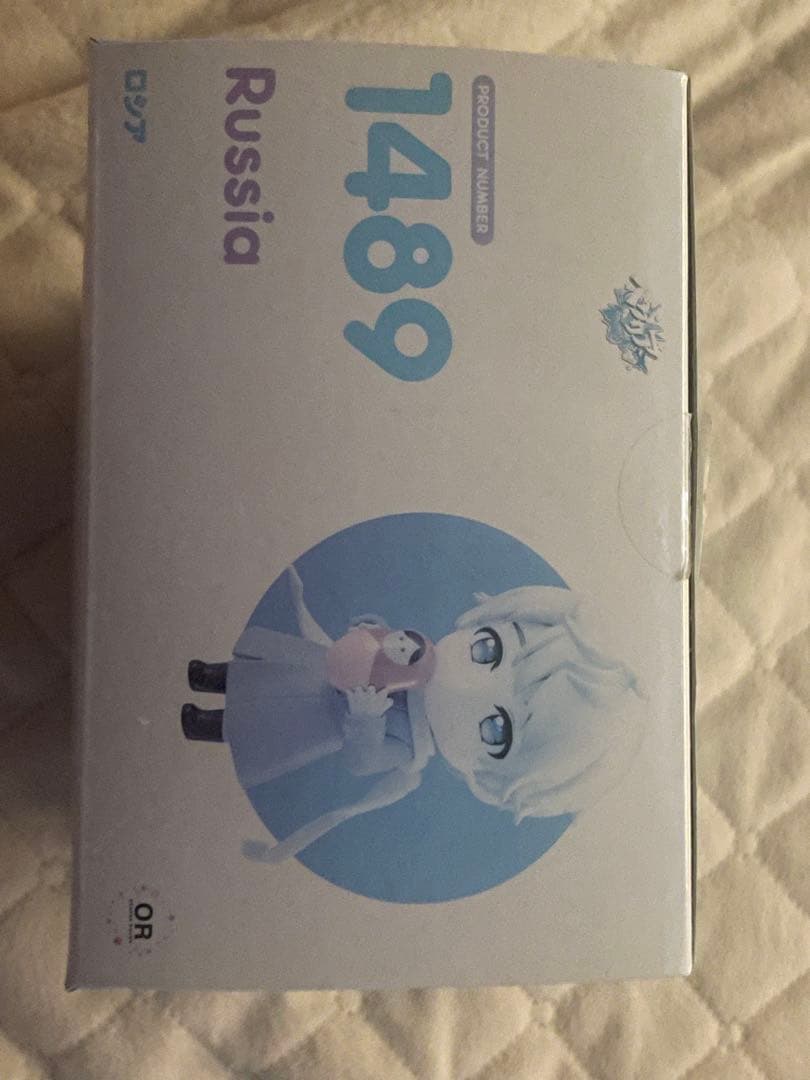 PRODUCT NUMBER
1489
Russia
ロシア
OR